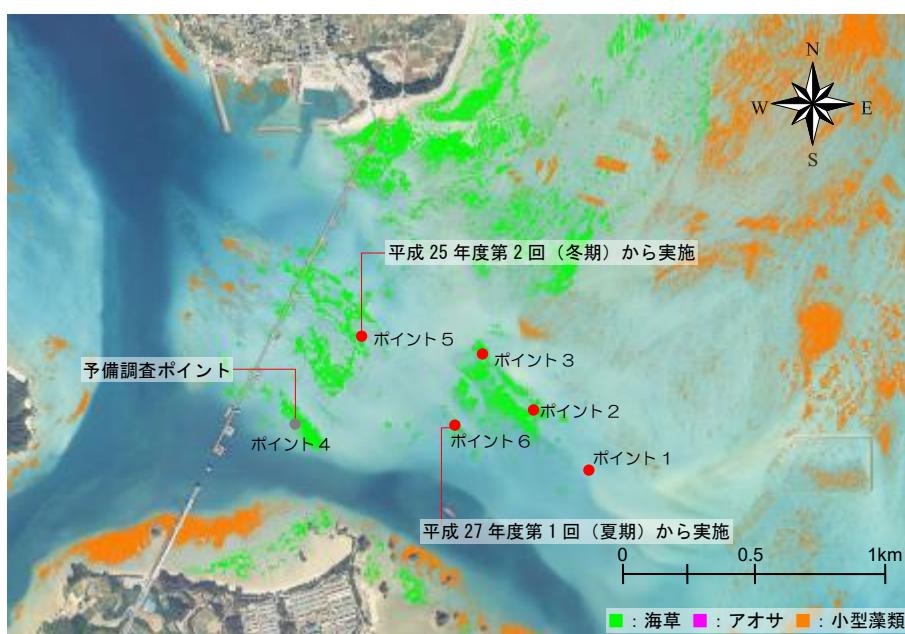 N
W E
S
平成 25 年度第 2 回（冬期）から実施
ポイント5
ポイント3
予備調査ポイント
ポイント2
ポイント4
ポイント6
ポイント1
平成 27 年度第 1 回（夏期）から実施
0 0.5 1km
■：海草 ■：アオサ ■：小型藻類